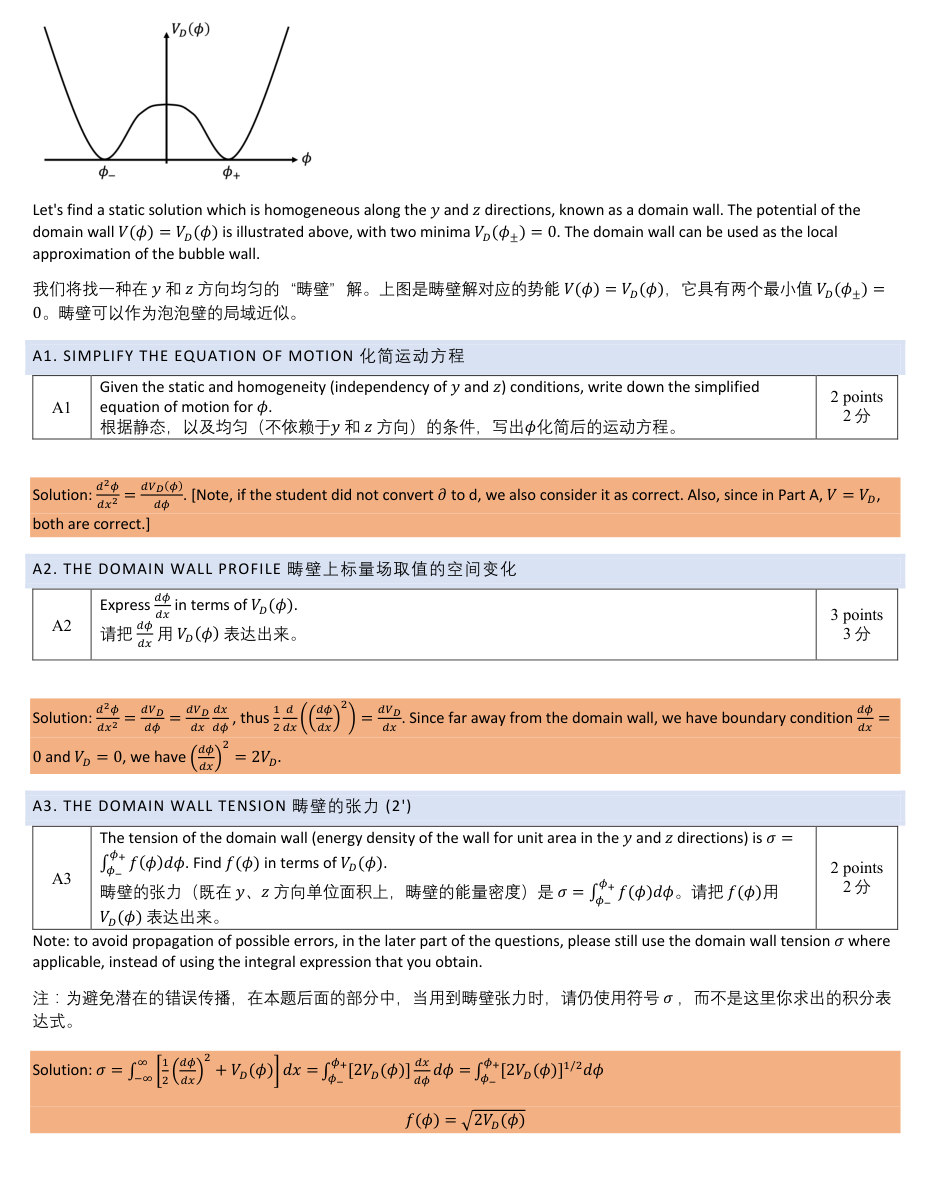 V_D(ϕ)
ϕ
ϕ₋ ϕ₊
Let's find a static solution which is homogeneous along the y and z directions, known as a domain wall. The potential of the
domain wall V(ϕ) = V_D(ϕ) is illustrated above, with two minima V_D(ϕ_±) = 0. The domain wall can be used as the local
approximation of the bubble wall.
我们将找一种在 y 和 z 方向均匀的 “畴壁” 解。上图是畴壁解对应的势能 V(ϕ) = V_D(ϕ)，它具有两个最小值 V_D(ϕ_±) =
0。畴壁可以作为泡泡壁的局域近似。
A1. SIMPLIFY THE EQUATION OF MOTION 化简运动方程
A1
Given the static and homogeneity (independency of y and z) conditions, write down the simplified
equation of motion for ϕ.
根据静态，以及均匀（不依赖于y 和 z 方向）的条件，写出ϕ化简后的运动方程。
2 points
2 分
Solution: d²ϕ/dx² = dV_D(ϕ)/dϕ. [Note, if the student did not convert ∂ to d, we also consider it as correct. Also, since in Part A, V = V_D,
both are correct.]
A2. THE DOMAIN WALL PROFILE 畴壁上标量场取值的空间变化
A2
Express dϕ/dx in terms of V_D(ϕ).
请把 dϕ/dx 用 V_D(ϕ) 表达出来。
3 points
3 分
Solution: d²ϕ/dx² = dV_D/dϕ = dV_D/dx dx/dϕ , thus 1/2 d/dx((dϕ/dx)²) = dV_D/dx. Since far away from the domain wall, we have boundary condition dϕ/dx =
0 and V_D = 0, we have (dϕ/dx)² = 2V_D.
A3. THE DOMAIN WALL TENSION 畴壁的张力 (2')
A3
The tension of the domain wall (energy density of the wall for unit area in the y and z directions) is σ =
∫_{ϕ₋}^{ϕ₊} f(ϕ)dϕ. Find f(ϕ) in terms of V_D(ϕ).
畴壁的张力（既在 y、z 方向单位面积上，畴壁的能量密度）是 σ = ∫_{ϕ₋}^{ϕ₊} f(ϕ)dϕ。请把 f(ϕ)用
V_D(ϕ) 表达出来。
2 points
2 分
Note: to avoid propagation of possible errors, in the later part of the questions, please still use the domain wall tension σ where
applicable, instead of using the integral expression that you obtain.
注：为避免潜在的错误传播，在本题后面的部分中，当用到畴壁张力时，请仍使用符号 σ ，而不是这里你求出的积分表
达式。
Solution: σ = ∫_{−∞}^{∞} [1/2 (dϕ/dx)² + V_D(ϕ)] dx = ∫_{ϕ₋}^{ϕ₊} [2V_D(ϕ)] dx/dϕ dϕ = ∫_{ϕ₋}^{ϕ₊} [2V_D(ϕ)]^{1/2} dϕ
f(ϕ) = √(2V_D(ϕ))